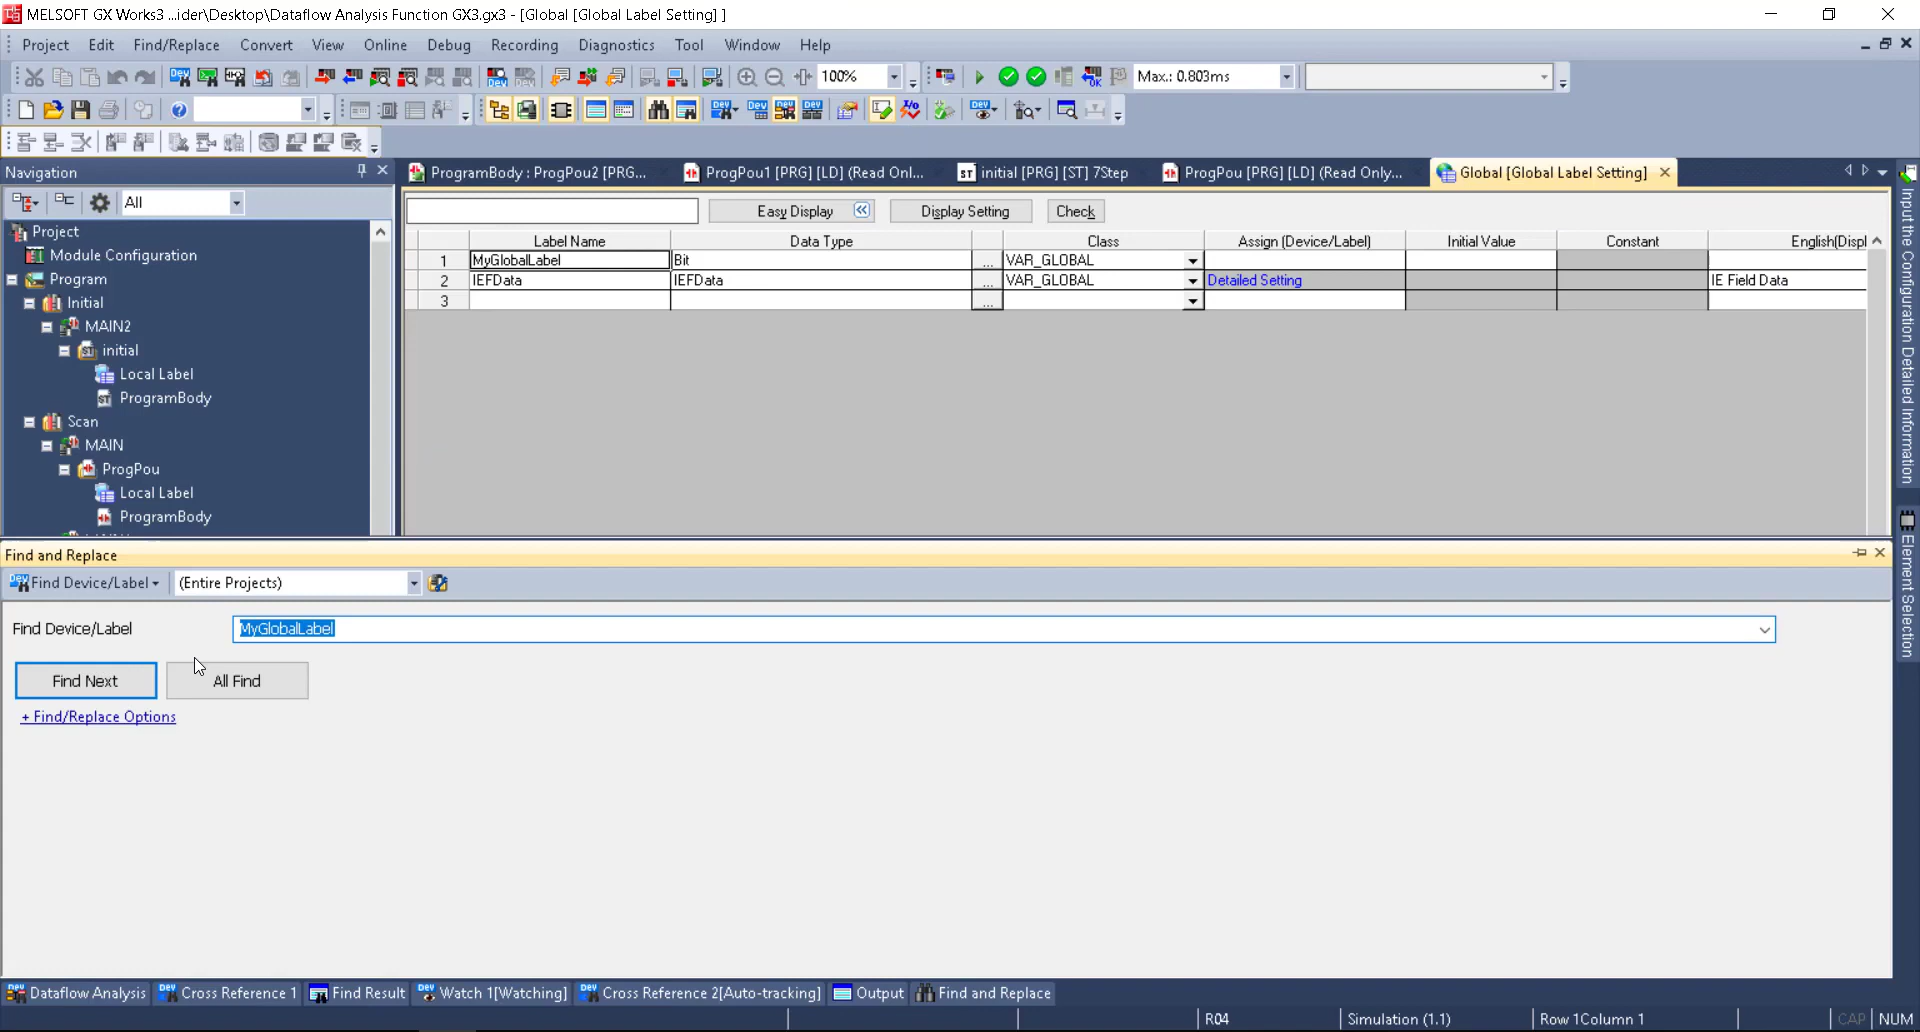 MELSOFT GX Works3 ...ider\Desktop\Dataflow Analysis Function GX3.gx3 - [Global [Global Label Setting] ]
Project Edit Find/Replace Convert View Online Debug Recording Diagnostics Tool Window Help
100% Max.: 0.803ms
Navigation
ProgramBody : ProgPou2 [PRG... ProgPou1 [PRG] [LD] (Read Onl... initial [PRG] [ST] 7Step ProgPou [PRG] [LD] (Read Only... Global [Global Label Setting]
All
Easy Display Display Setting Check
Project
Module Configuration
Program
Initial
MAIN2
initial
Local Label
ProgramBody
Scan
MAIN
ProgPou
Local Label
ProgramBody
Label Name Data Type Class Assign (Device/Label) Initial Value Constant English(Displ
1 MyGlobalLabel Bit ... VAR_GLOBAL
2 IEFData IEFData ... VAR_GLOBAL Detailed Setting IE Field Data
3 ...
Input the Configuration Detailed Information
Element Selection
Find and Replace
Find Device/Label (Entire Projects)
Find Device/Label MyGlobalLabel
Find Next All Find
+ Find/Replace Options
Dataflow Analysis Cross Reference 1 Find Result Watch 1[Watching] Cross Reference 2[Auto-tracking] Output Find and Replace
R04 Simulation (1.1) Row 1Column 1 CAP NUM